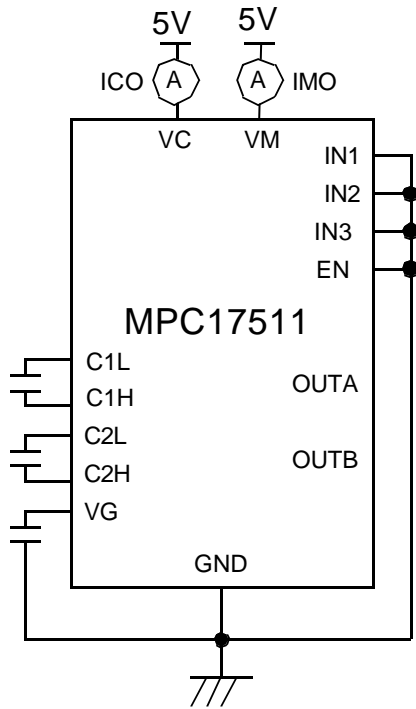 5V 5V
ICO A A IMO
VC VM
IN1
IN2
IN3
EN
MPC17511
C1L
C1H
OUTA
C2L
OUTB
C2H
VG
GND